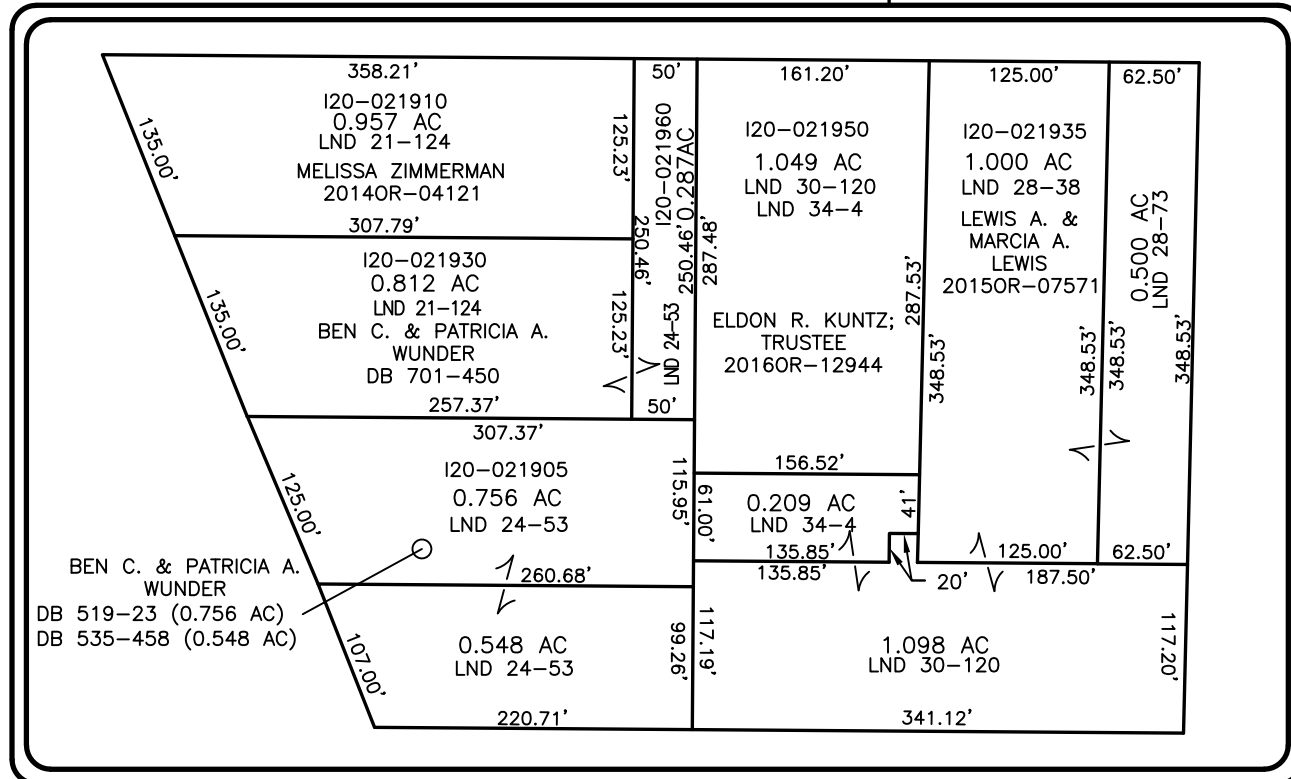 358.21'
50'
161.20'
125.00'
62.50'
135.00'
I20-021910
0.957 AC
LND 21-124
MELISSA ZIMMERMAN
2014OR-04121
307.79'
125.23'
I20-021960
0.287AC
LND 24-53
250.46'
250.46'
287.48'
50'
I20-021950
1.049 AC
LND 30-120
LND 34-4
ELDON R. KUNTZ;
TRUSTEE
2016OR-12944
287.53'
156.52'
I20-021935
1.000 AC
LND 28-38
LEWIS A. &
MARCIA A.
LEWIS
2015OR-07571
348.53'
348.53'
125.00'
0.500 AC
LND 28-73
348.53'
348.53'
62.50'
135.00'
I20-021930
0.812 AC
LND 21-124
BEN C. & PATRICIA A.
WUNDER
DB 701-450
125.23'
257.37'
307.37'
125.00'
I20-021905
0.756 AC
LND 24-53
115.95'
260.68'
BEN C. & PATRICIA A.
WUNDER
DB 519-23 (0.756 AC)
DB 535-458 (0.548 AC)
61.00'
0.209 AC
LND 34-4
41'
135.85'
135.85'
20'
187.50'
107.00'
0.548 AC
LND 24-53
99.26'
220.71'
117.19'
1.098 AC
LND 30-120
117.20'
341.12'